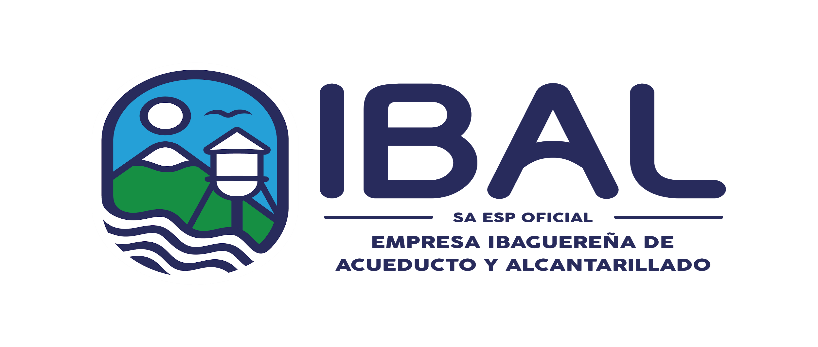 IBAL
SA ESP OFICIAL
EMPRESA IBAGUEREÑA DE
ACUEDUCTO Y ALCANTARILLADO